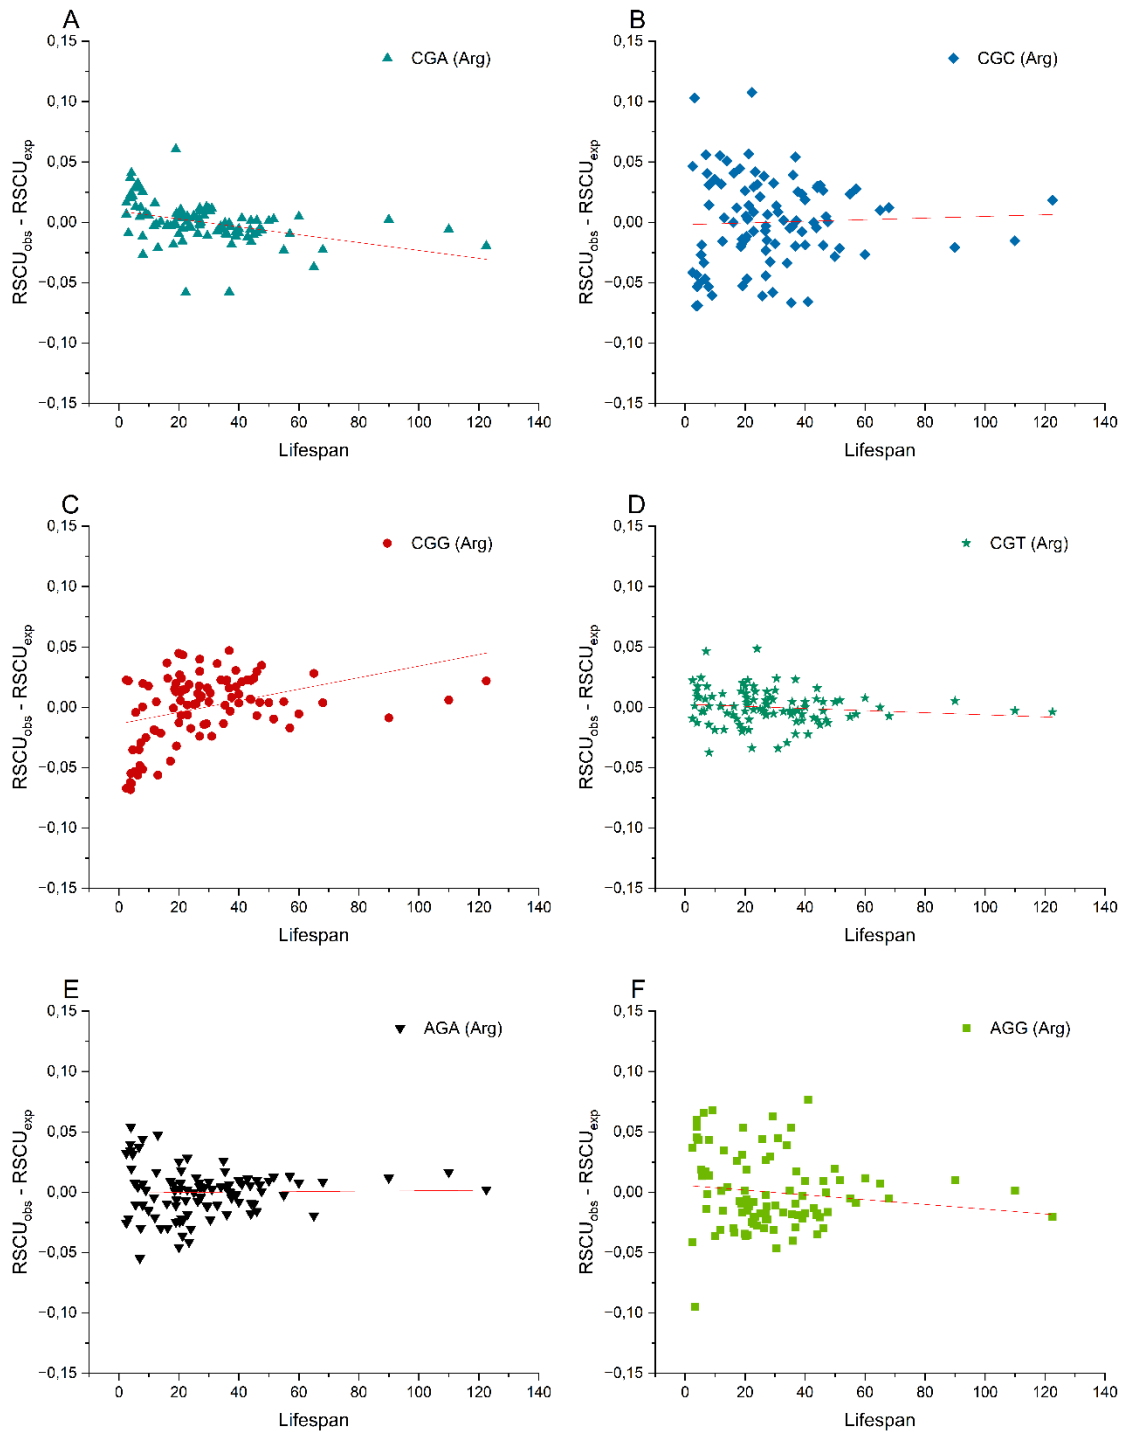 A
CGA (Arg)
0,15
0,10
0,05
0,00
−0,05
−0,10
−0,15
RSCUobs - RSCUexp
0 20 40 60 80 100 120 140
Lifespan
B
CGC (Arg)
0,15
0,10
0,05
0,00
−0,05
−0,10
−0,15
RSCUobs - RSCUexp
0 20 40 60 80 100 120 140
Lifespan
C
CGG (Arg)
0,15
0,10
0,05
0,00
−0,05
−0,10
−0,15
RSCUobs - RSCUexp
0 20 40 60 80 100 120 140
Lifespan
D
CGT (Arg)
0,15
0,10
0,05
0,00
−0,05
−0,10
−0,15
RSCUobs - RSCUexp
0 20 40 60 80 100 120 140
Lifespan
E
AGA (Arg)
0,15
0,10
0,05
0,00
−0,05
−0,10
−0,15
RSCUobs - RSCUexp
0 20 40 60 80 100 120 140
Lifespan
F
AGG (Arg)
0,15
0,10
0,05
0,00
−0,05
−0,10
−0,15
RSCUobs - RSCUexp
0 20 40 60 80 100 120 140
Lifespan